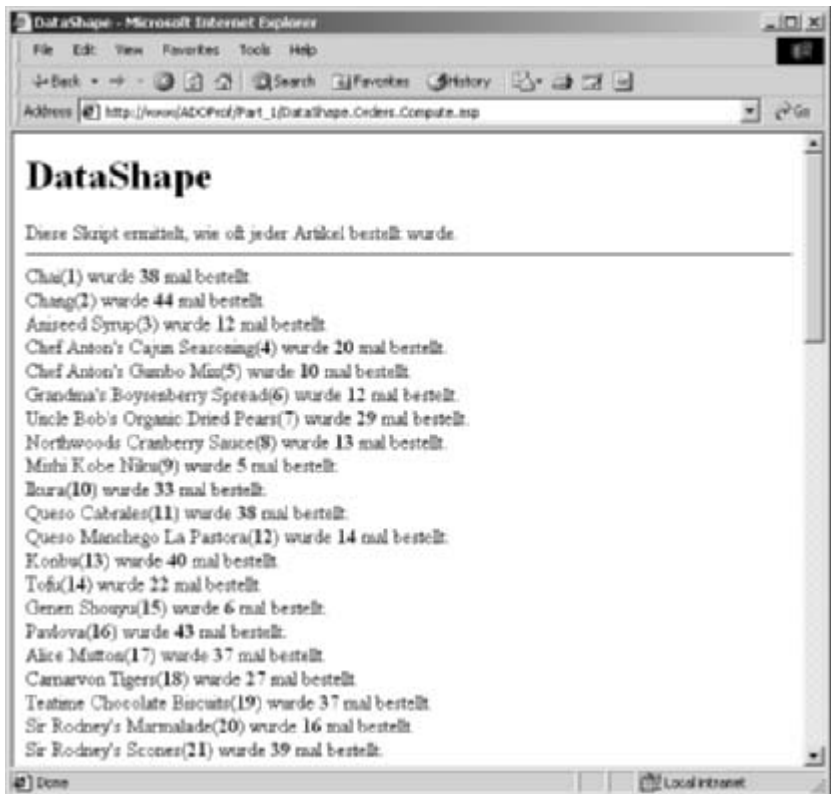 DataShape - Microsoft Internet Explorer
File Edit View Favorites Tools Help
Back Search Favorites History
Address http://www/ADOProf/Part_1/DataShape.Orders.Compute.asp Go
DataShape
Diese Skript ermittelt, wie oft jeder Artikel bestellt wurde.
Chai(1) wurde 38 mal bestellt.
Chang(2) wurde 44 mal bestellt.
Aniseed Syrup(3) wurde 12 mal bestellt.
Chef Anton's Cajun Seasoning(4) wurde 20 mal bestellt.
Chef Anton's Gumbo Mix(5) wurde 10 mal bestellt.
Grandma's Boysenberry Spread(6) wurde 12 mal bestellt.
Uncle Bob's Organic Dried Pears(7) wurde 29 mal bestellt.
Northwoods Cranberry Sauce(8) wurde 13 mal bestellt.
Mishi Kobe Niku(9) wurde 5 mal bestellt.
Ikura(10) wurde 33 mal bestellt.
Queso Cabrales(11) wurde 38 mal bestellt.
Queso Manchego La Pastora(12) wurde 14 mal bestellt.
Konbu(13) wurde 40 mal bestellt.
Tofu(14) wurde 22 mal bestellt.
Genen Shouyu(15) wurde 6 mal bestellt.
Pavlova(16) wurde 43 mal bestellt.
Alice Mutton(17) wurde 37 mal bestellt.
Carnarvon Tigers(18) wurde 27 mal bestellt.
Teatime Chocolate Biscuits(19) wurde 37 mal bestellt.
Sir Rodney's Marmalade(20) wurde 16 mal bestellt.
Sir Rodney's Scones(21) wurde 39 mal bestellt.
Done Local intranet